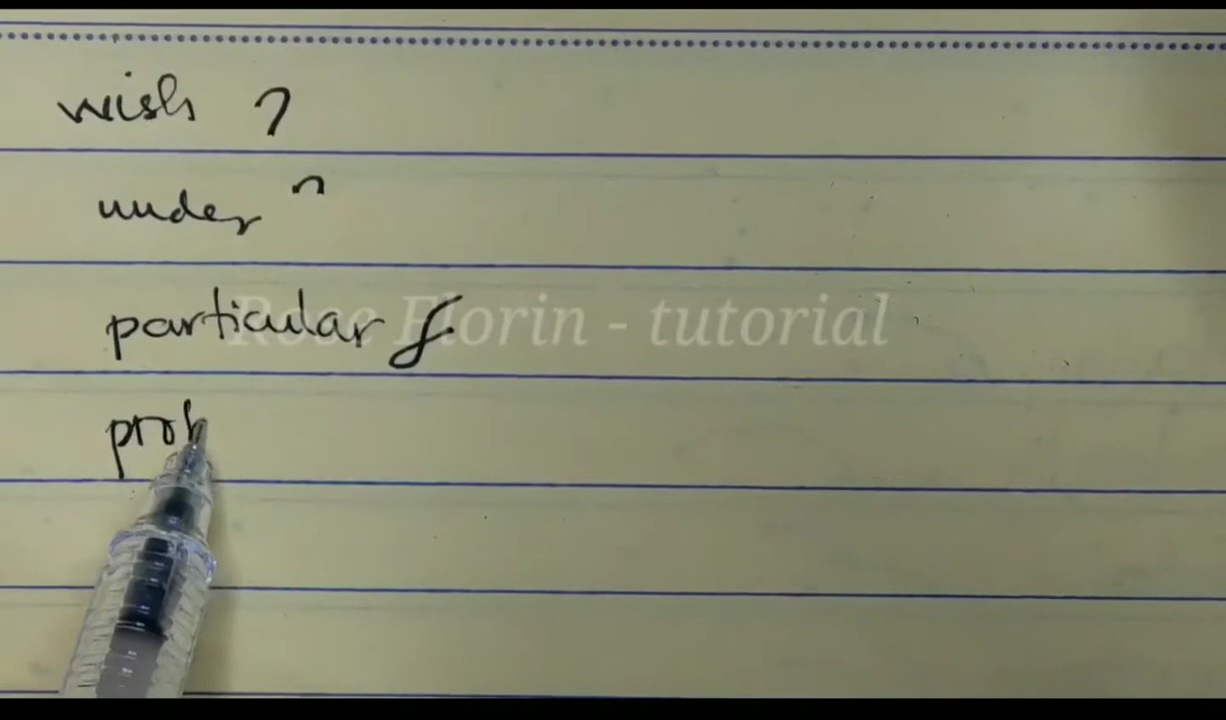 wish
under
particular
prob
Rose Florin - tutorial